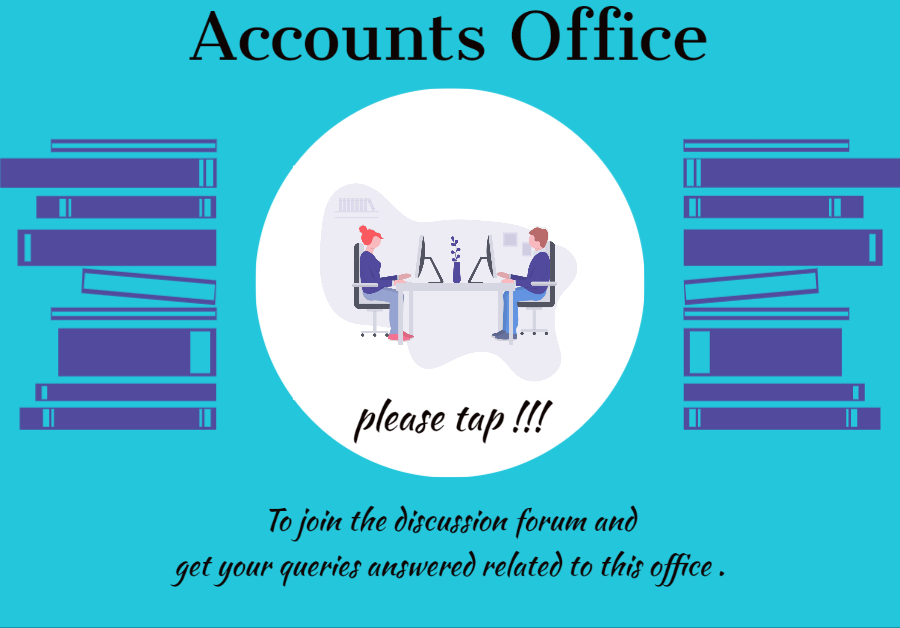 Accounts Office
please tap !!!
To join the discussion forum and
get your queries answered related to this office .